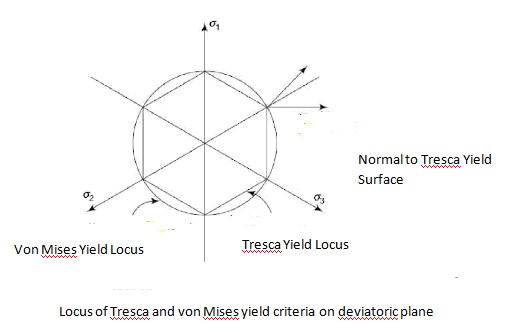 σ1
Normal to Tresca Yield
Surface
σ2
σ3
Von Mises Yield Locus
Tresca Yield Locus
Locus of Tresca and von Mises yield criteria on deviatoric plane